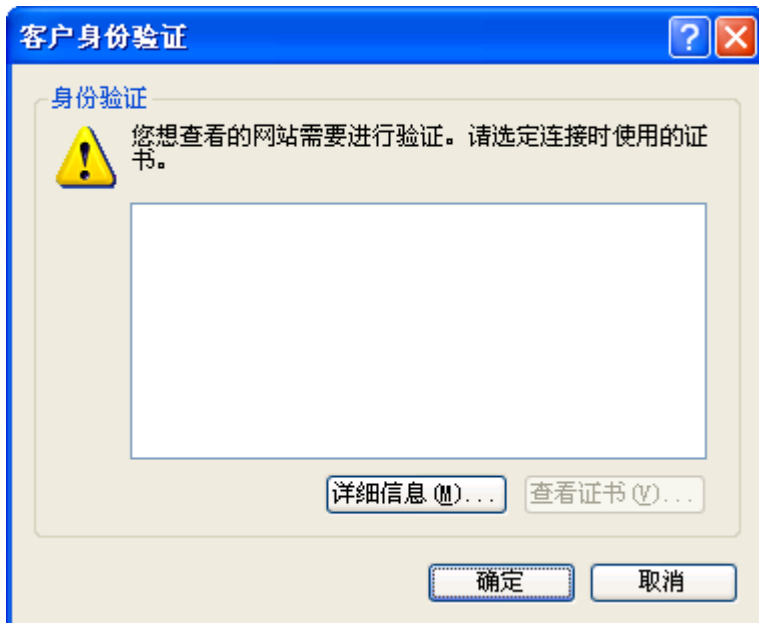 客户身份验证
身份验证
您想查看的网站需要进行验证。请选定连接时使用的证
书。
详细信息(M)...
查看证书(V)...
确定
取消